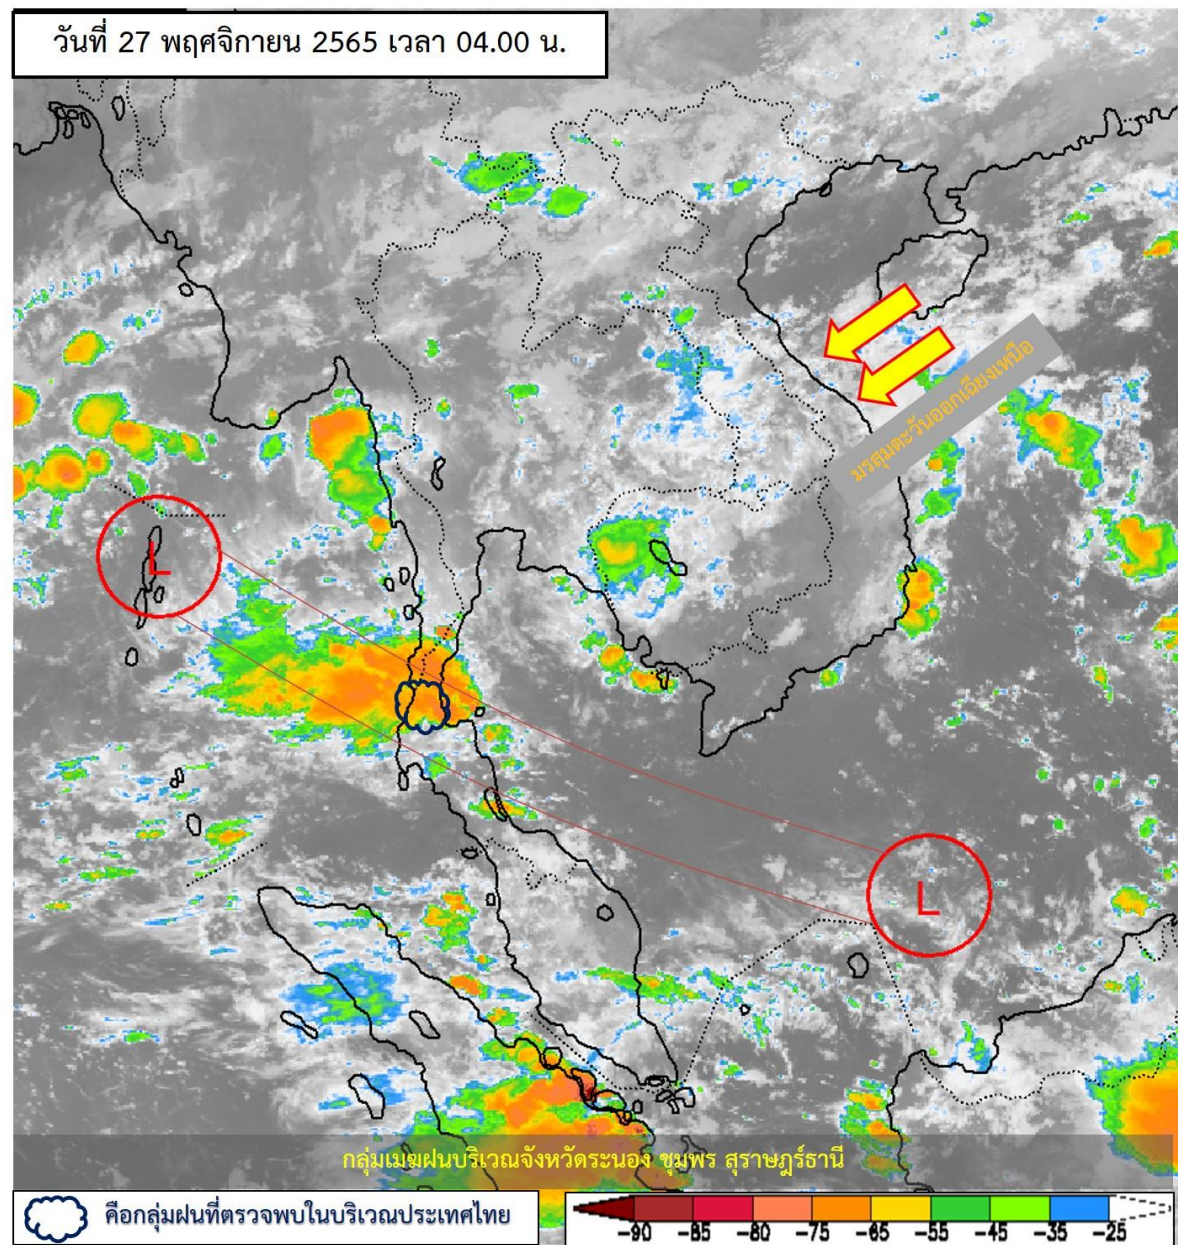 วันที่ 27 พฤศจิกายน 2565 เวลา 04.00 น.
มรสุมตะวันออกเฉียงเหนือ
L
L
กลุ่มเมฆฝนบริเวณจังหวัดระนอง ชุมพร สุราษฎร์ธานี
คือกลุ่มฝนที่ตรวจพบในบริเวณประเทศไทย
-90 -85 -80 -75 -65 -55 -45 -35 -25